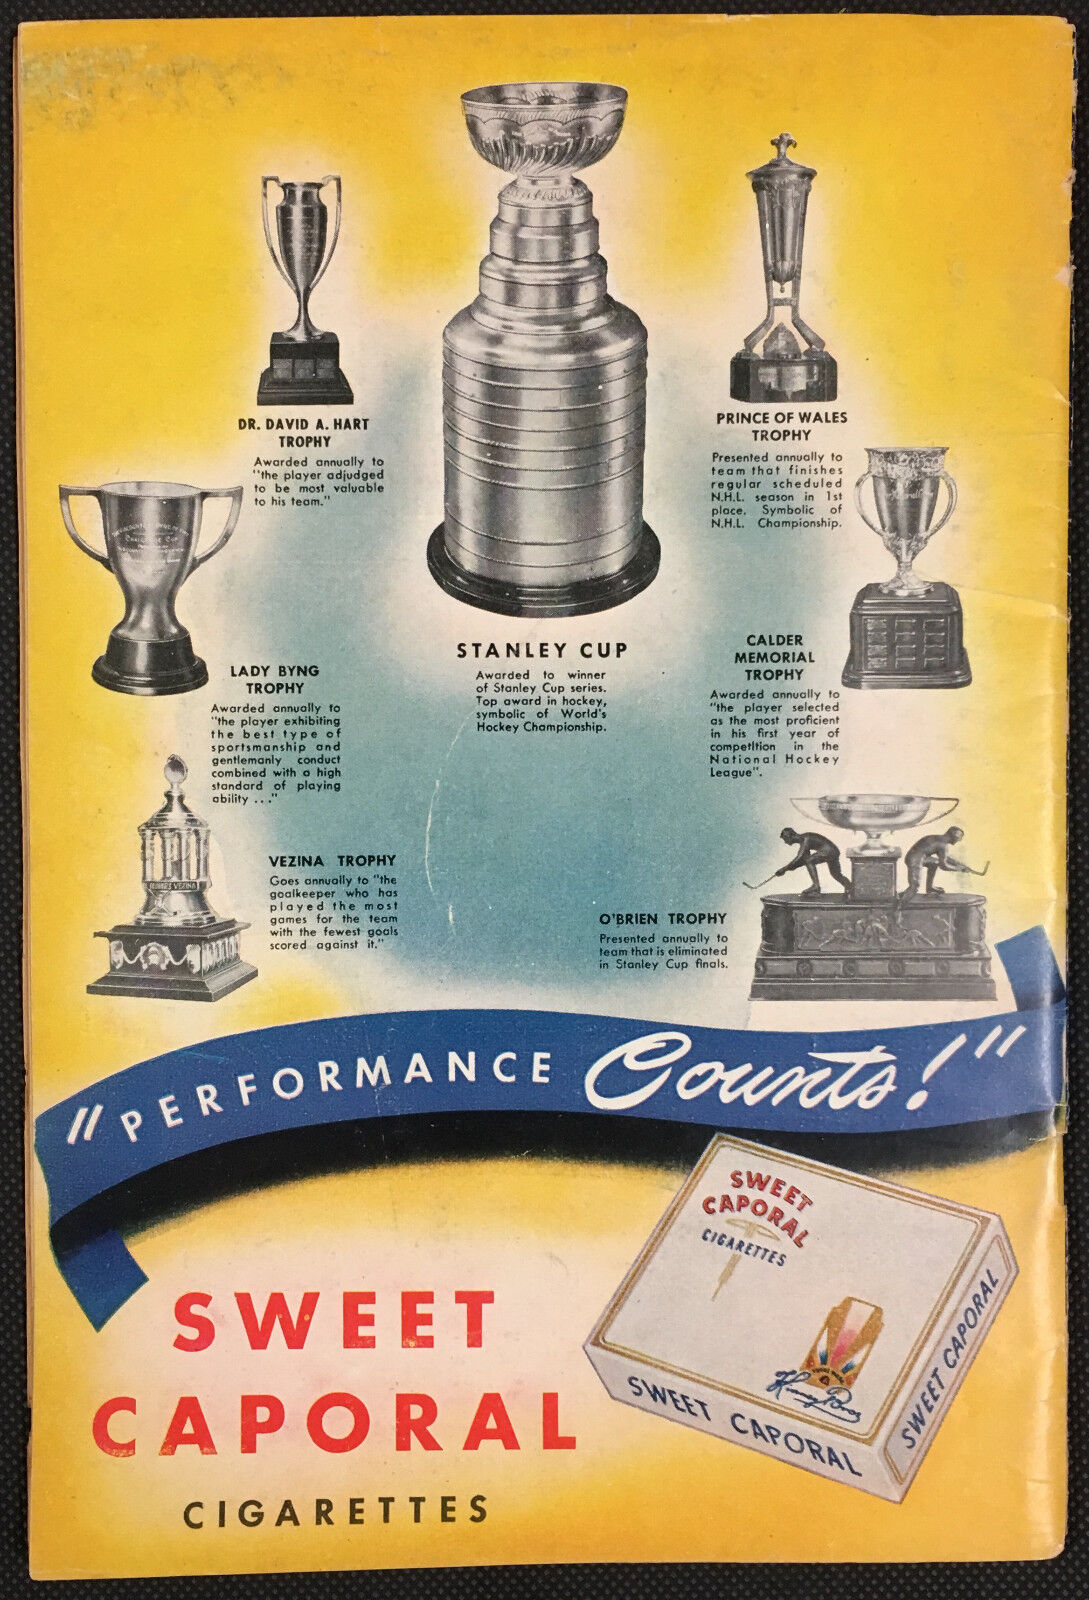 DR. DAVID A. HART
TROPHY
Awarded annually to
"the player adjudged
to be most valuable
to his team."
PRINCE OF WALES
TROPHY
Presented annually to
team that finishes
regular scheduled
N.H.L. season in 1st
place. Symbolic of
N.H.L. Championship.
STANLEY CUP
Awarded to winner
of Stanley Cup series.
Top award in hockey,
symbolic of World's
Hockey Championship.
LADY BYNG
TROPHY
Awarded annually to
"the player exhibiting
the best type of
sportsmanship and
gentlemanly conduct
combined with a high
standard of playing
ability ..."
CALDER
MEMORIAL
TROPHY
Awarded annually to
"the player selected
as the most proficient
in his first year of
competition in the
National Hockey
League".
VEZINA TROPHY
Goes annually to "the
goalkeeper who has
played the most
games for the team
with the fewest goals
scored against it."
O'BRIEN TROPHY
Presented annually to
team that is eliminated
in Stanley Cup finals.
Challenge Cup
GEORGES VEZINA
"PERFORMANCE Counts!"
SWEET
CAPORAL
CIGARETTES
SWEET
CAPORAL
CIGARETTES
Kinney Bros
SWEET CAPORAL
SWEET CAPORAL